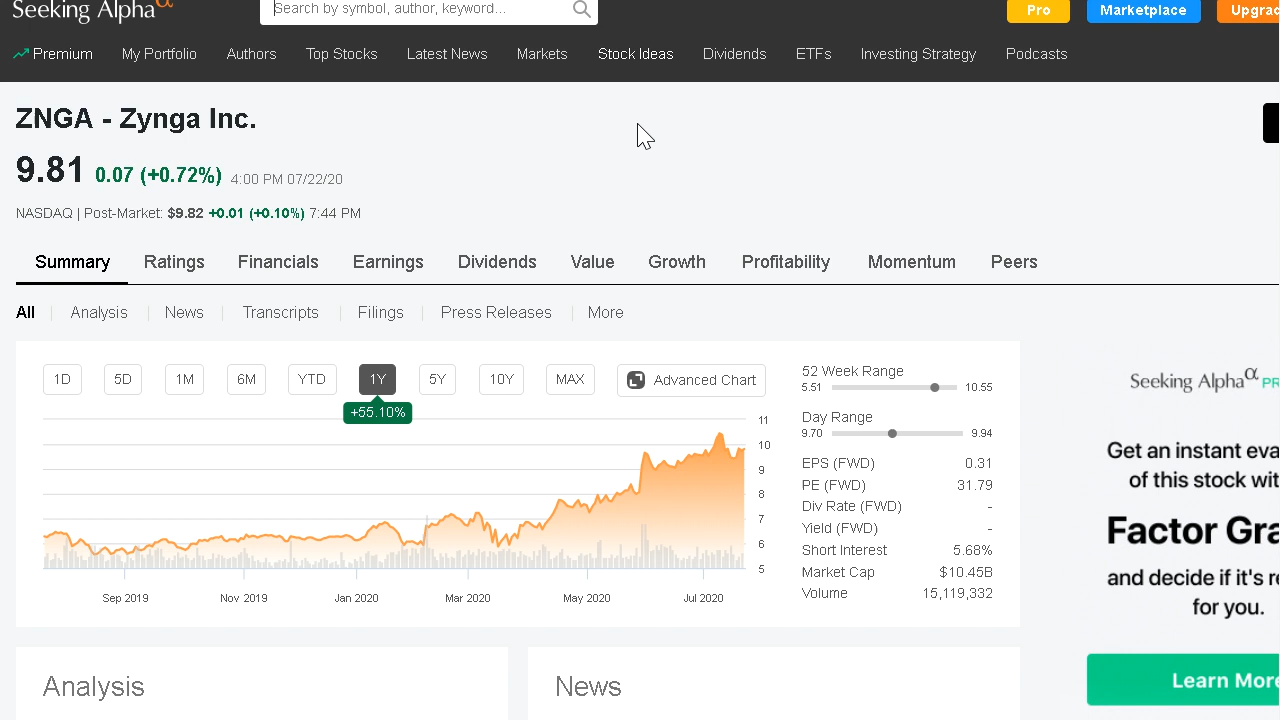 Seeking Alpha α
Search by symbol, author, keyword...
Pro
Marketplace
Premium My Portfolio Authors Top Stocks Latest News Markets Stock Ideas Dividends ETFs Investing Strategy Podcasts
ZNGA - Zynga Inc.
9.81 0.07 (+0.72%) 4:00 PM 07/22/20
NASDAQ | Post-Market: $9.82 +0.01 (+0.10%) 7:44 PM
Summary Ratings Financials Earnings Dividends Value Growth Profitability Momentum Peers
All Analysis News Transcripts Filings Press Releases More
1D 5D 1M 6M YTD 1Y 5Y 10Y MAX Advanced Chart
+55.10%
11
10
9
8
7
6
5
Sep 2019 Nov 2019 Jan 2020 Mar 2020 May 2020 Jul 2020
52 Week Range
5.51 10.55
Day Range
9.70 9.94
EPS (FWD) 0.31
PE (FWD) 31.79
Div Rate (FWD) -
Yield (FWD) -
Short Interest 5.68%
Market Cap $10.45B
Volume 15,119,332
Seeking Alpha α
Get an instant
of this stock
Factor
and decide if it's
for you.
Learn More
Analysis
News